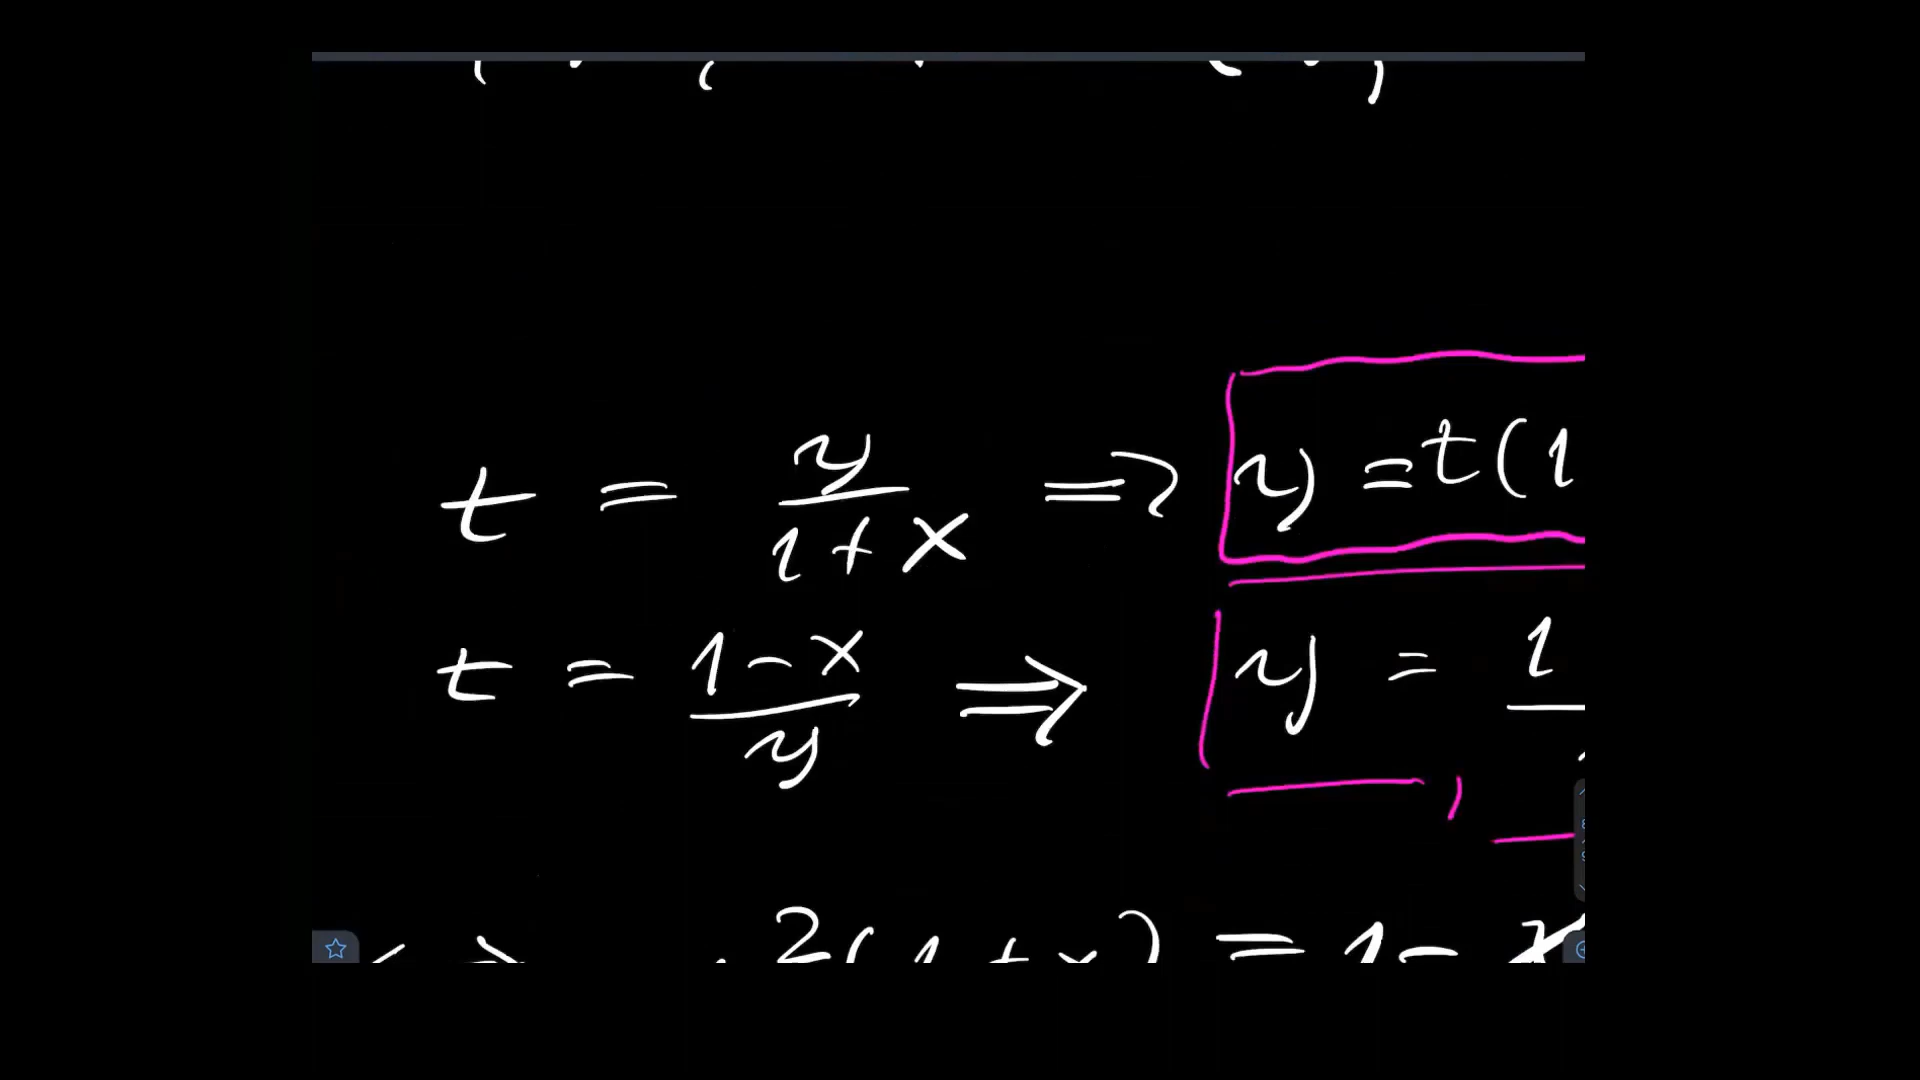 t = y/(1+x) => y = t(1
t = (1-x)/y => y = 1
2(1+x) = 1-x